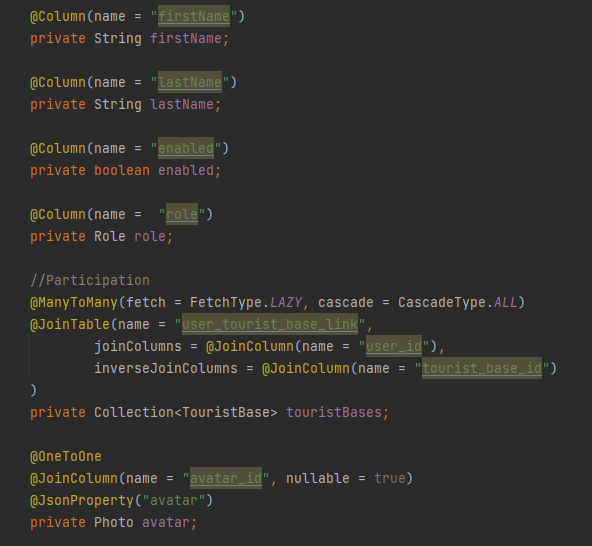 @Column(name = "firstName")
private String firstName;
@Column(name = "lastName")
private String lastName;
@Column(name = "enabled")
private boolean enabled;
@Column(name =  "role")
private Role role;
//Participation
@ManyToMany(fetch = FetchType.LAZY, cascade = CascadeType.ALL)
@JoinTable(name = "user_tourist_base_link",
joinColumns = @JoinColumn(name = "user_id"),
inverseJoinColumns = @JoinColumn(name = "tourist_base_id")
)
private Collection<TouristBase> touristBases;
@OneToOne
@JoinColumn(name = "avatar_id", nullable = true)
@JsonProperty("avatar")
private Photo avatar;